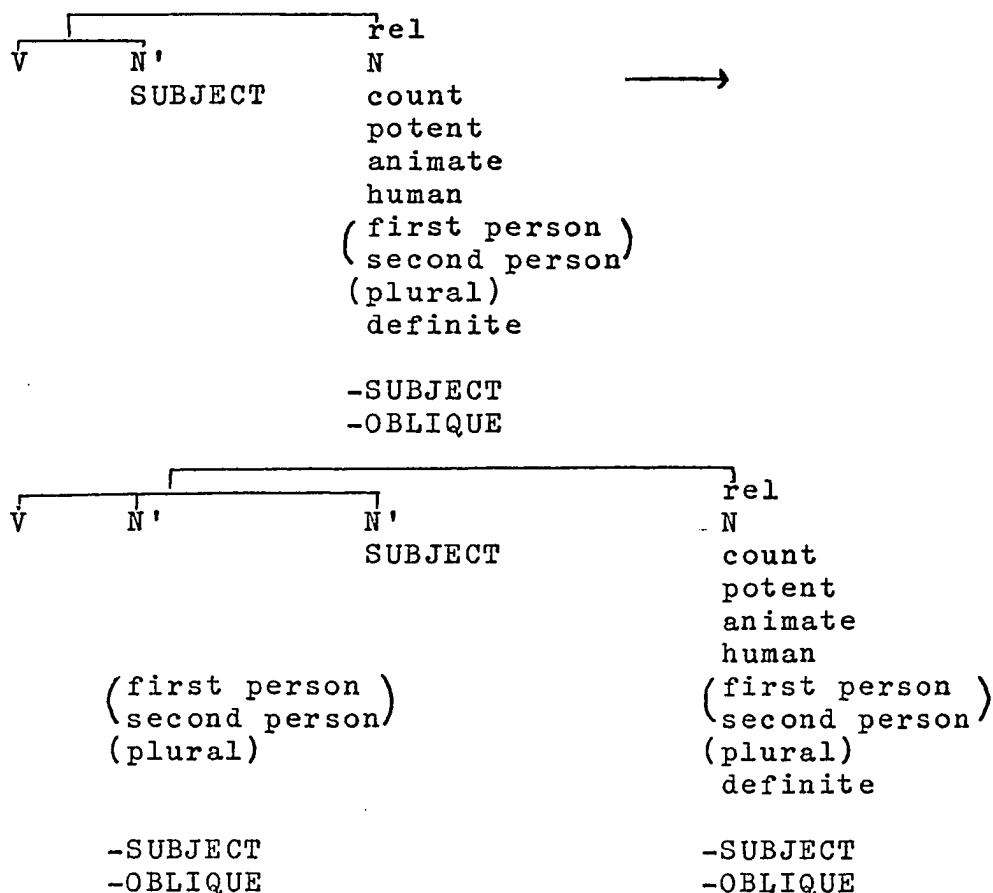 rel
V N' N
SUBJECT count
potent
animate
human
(first person
second person)
(plural)
definite
-SUBJECT
-OBLIQUE
rel
V N' N' N
SUBJECT count
potent
animate
human
(first person (first person
second person) second person)
(plural) (plural)
definite
-SUBJECT -SUBJECT
-OBLIQUE -OBLIQUE